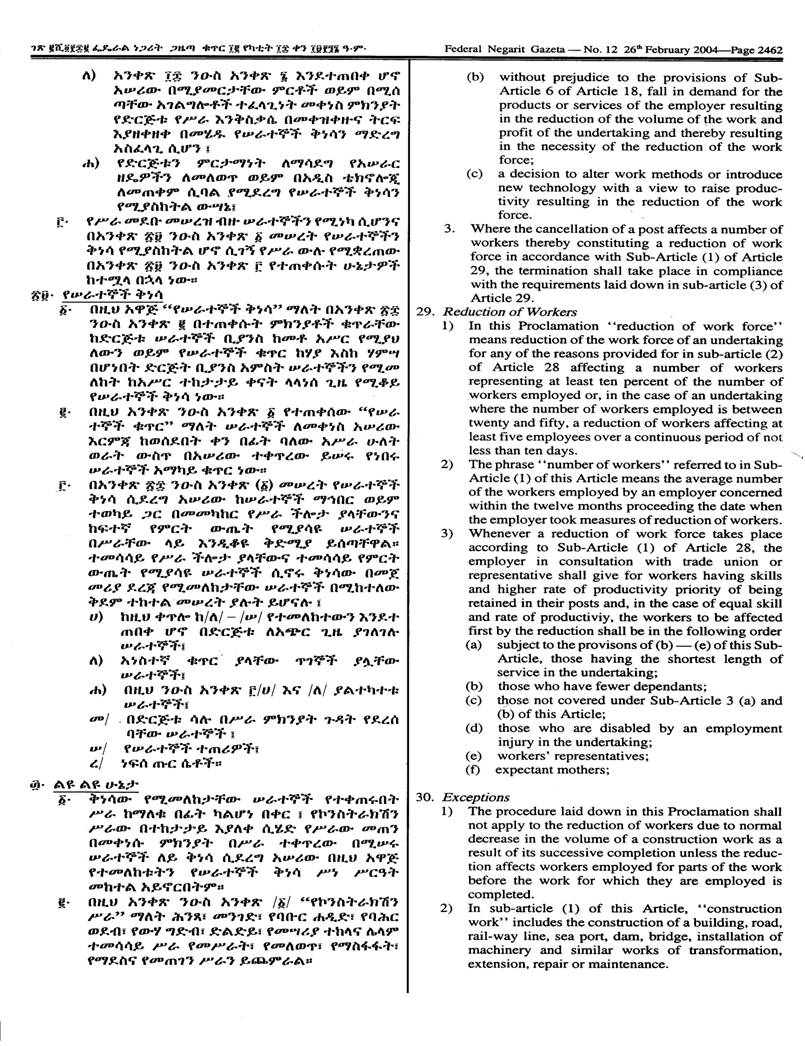 ገጽ ፪ሺ፬፻፷፪ ፌደራል ነጋሪት ጋዜጣ ቁጥር ፲፪ የካቲት ፲፰ ቀን ፲፱፻፺፮ ዓ·ም·
Federal Negarit Gazeta — No. 12 26th February 2004—Page 2462
ለ) አንቀጽ ፲፰ ንዑስ አንቀጽ ፮ እንደተጠበቀ ሆኖ
አሠሪው በሚያመርታቸው ምርቶች ወይም በሚሰ
ጣቸው አገልግሎቶች ተፈላጊነት መቀነስ ምክንያት
የድርጅቱ የሥራ እንቅስቃሴ በመቀዝቀዙና ትርፍ
እያዘቀዘቀ በመሄዱ የሠራተኞች ቅነሳን ማድረግ
አስፈላጊ ሲሆን ፤
ሐ) የድርጅቱን ምርታማነት ለማሳደግ የአሠራር
ዘዴዎችን ለመለወጥ ወይም በአዲስ ቴክኖሎጂ
ለመጠቀም ሲባል የሚደረግ የሠራተኞች ቅነሳን
የሚያስከትል ውሣኔ፤
፫· የሥራ መደቡ መሠረዝ ብዙ ሠራተኞችን የሚነካ ሲሆንና
በአንቀጽ ፳፱ ንዑስ አንቀጽ ፩ መሠረት የሠራተኞችን
ቅነሳ የሚያስከትል ሆኖ ሲገኝ የሥራ ውሉ የሚቋረጠው
በአንቀጽ ፳፱ ንዑስ አንቀጽ ፫ የተጠቀሱት ሁኔታዎች
ከተሟላ በኋላ ነው።
፳፱· የሠራተኞች ቅነሳ
፩· በዚህ አዋጅ “የሠራተኞች ቅነሳ” ማለት በአንቀጽ ፳፰
ንዑስ አንቀጽ ፪ በተጠቀሱት ምክንያቶች ቁጥራቸው
ከድርጅቱ ሠራተኞች ቢያንስ ከመቶ አሥር የሚያህ
ለውን ወይም የሠራተኞች ቁጥር ከሃያ እስከ ሃምሣ
በሆነበት ድርጅት ቢያንስ አምስት ሠራተኞችን የሚመ
ለከት ከአሥር ተከታታይ ቀናት ላላነሰ ጊዜ የሚቆይ
የሠራተኞች ቅነሳ ነው።
፪· በዚህ አንቀጽ ንዑስ አንቀጽ ፩ የተጠቀሰው “የሠራ
ተኞች ቁጥር” ማለት ሠራተኞች ለመቀነስ አሠሪው
እርምጃ ከወሰደበት ቀን በፊት ባለው አሥራ ሁለት
ወራት ውስጥ በአሠሪው ተቀጥረው ይሠሩ የነበሩ
ሠራተኞች አማካይ ቁጥር ነው።
፫· በአንቀጽ ፳፰ ንዑስ አንቀጽ (፩) መሠረት የሠራተኞች
ቅነሳ ሲደረግ አሠሪው ከሠራተኞች ማኅበር ወይም
ተወካይ ጋር በመመካከር የሥራ ችሎታ ያላቸውንና
ከፍተኛ የምርት ውጤት የሚያሳዩ ሠራተኞች
በሥራቸው ላይ እንዲቆዩ ቅድሚያ ይሰጣቸዋል።
ተመሳሳይ የሥራ ችሎታ ያላቸውና ተመሳሳይ የምርት
ውጤት የሚያሳዩ ሠራተኞች ሲኖሩ ቅነሳው በመጀ
መሪያ ደረጃ የሚመለከታቸው ሠራተኞች በሚከተለው
ቅደም ተከተል መሠረት ያሉት ይሆናሉ ፤
ሀ) ከዚህ ቀጥሎ ከ/ለ/ – /ሠ/ የተመለከተውን እንደተ
ጠበቀ ሆኖ በድርጅቱ ለአጭር ጊዜ ያገለገሉ
ሠራተኞች፤
ለ) አነስተኛ ቁጥር ያላቸው ጥገኞች ያሏቸው
ሠራተኞች፤
ሐ) በዚህ ንዑስ አንቀጽ ፫/ሀ/ እና /ለ/ ያልተካተቱ
ሠራተኞች፤
መ/ በድርጅቱ ሳሉ በሥራ ምክንያት ጉዳት የደረሰ
ባቸው ሠራተኞች ፤
ሠ/ የሠራተኞች ተጠሪዎች፤
ረ/ ነፍሰ ጡር ሴቶች።
፴· ልዩ ልዩ ሁኔታ
፩· ቅነሳው የሚመለከታቸው ሠራተኞች የተቀጠሩበት
ሥራ ከማለቁ በፊት ካልሆነ በቀር ፤ የኮንስትራክሽን
ሥራው በተከታታይ እያለቀ ሲሄድ የሥራው መጠን
በመቀነሱ ምክንያት በሥራ ተቀጥረው በሚሠሩ
ሠራተኞች ላይ ቅነሳ ሲደረግ አሠሪው በዚህ አዋጅ
የተመለከቱትን የሠራተኞች ቅነሳ ሥነ ሥርዓት
መከተል አይኖርበትም።
፪· በዚህ አንቀጽ ንዑስ አንቀጽ /፩/ “የኮንስትራክሽን
ሥራ” ማለት ሕንጻ፣ መንገድ፣ የባቡር ሐዲድ፣ የባሕር
ወደብ፣ የውሃ ግድብ፣ ድልድይ፣ የመሣሪያ ተከላና ሌላም
ተመሳሳይ ሥራ የመሥራት፣ የመለወጥ፣ የማስፋፋት፣
የማደስና የመጠገን ሥራን ይጨምራል።
(b) without prejudice to the provisions of Sub-
Article 6 of Article 18, fall in demand for the
products or services of the employer resulting
in the reduction of the volume of the work and
profit of the undertaking and thereby resulting
in the necessity of the reduction of the work
force;
(c) a decision to alter work methods or introduce
new technology with a view to raise produc-
tivity resulting in the reduction of the work
force.
3. Where the cancellation of a post affects a number of
workers thereby constituting a reduction of work
force in accordance with Sub-Article (1) of Article
29, the termination shall take place in compliance
with the requirements laid down in sub-article (3) of
Article 29.
29. Reduction of Workers
1) In this Proclamation ‘‘reduction of work force’’
means reduction of the work force of an undertaking
for any of the reasons provided for in sub-article (2)
of Article 28 affecting a number of workers
representing at least ten percent of the number of
workers employed or, in the case of an undertaking
where the number of workers employed is between
twenty and fifty, a reduction of workers affecting at
least five employees over a continuous period of not
less than ten days.
2) The phrase ‘‘number of workers’’ referred to in Sub-
Article (1) of this Article means the average number
of the workers employed by an employer concerned
within the twelve months proceeding the date when
the employer took measures of reduction of workers.
3) Whenever a reduction of work force takes place
according to Sub-Article (1) of Article 28, the
employer in consultation with trade union or
representative shall give for workers having skills
and higher rate of productivity priority of being
retained in their posts and, in the case of equal skill
and rate of productiviy, the workers to be affected
first by the reduction shall be in the following order
(a) subject to the provisons of (b) — (e) of this Sub-
Article, those having the shortest length of
service in the undertaking;
(b) those who have fewer dependants;
(c) those not covered under Sub-Article 3 (a) and
(b) of this Article;
(d) those who are disabled by an employment
injury in the undertaking;
(e) workers’ representatives;
(f) expectant mothers;
30. Exceptions
1) The procedure laid down in this Proclamation shall
not apply to the reduction of workers due to normal
decrease in the volume of a construction work as a
result of its successive completion unless the reduc-
tion affects workers employed for parts of the work
before the work for which they are employed is
completed.
2) In sub-article (1) of this Article, ‘‘construction
work’’ includes the construction of a building, road,
rail-way line, sea port, dam, bridge, installation of
machinery and similar works of transformation,
extension, repair or maintenance.